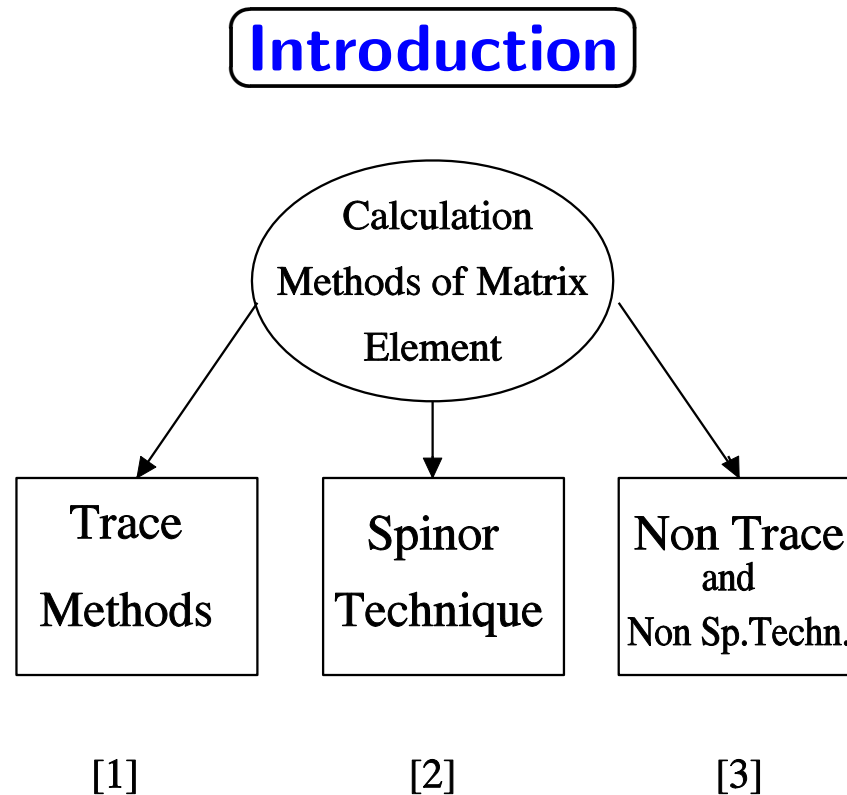 Introduction
Calculation
Methods of Matrix
Element
Trace
Methods
Spinor
Technique
Non Trace
and
Non Sp.Techn.
[1]
[2]
[3]